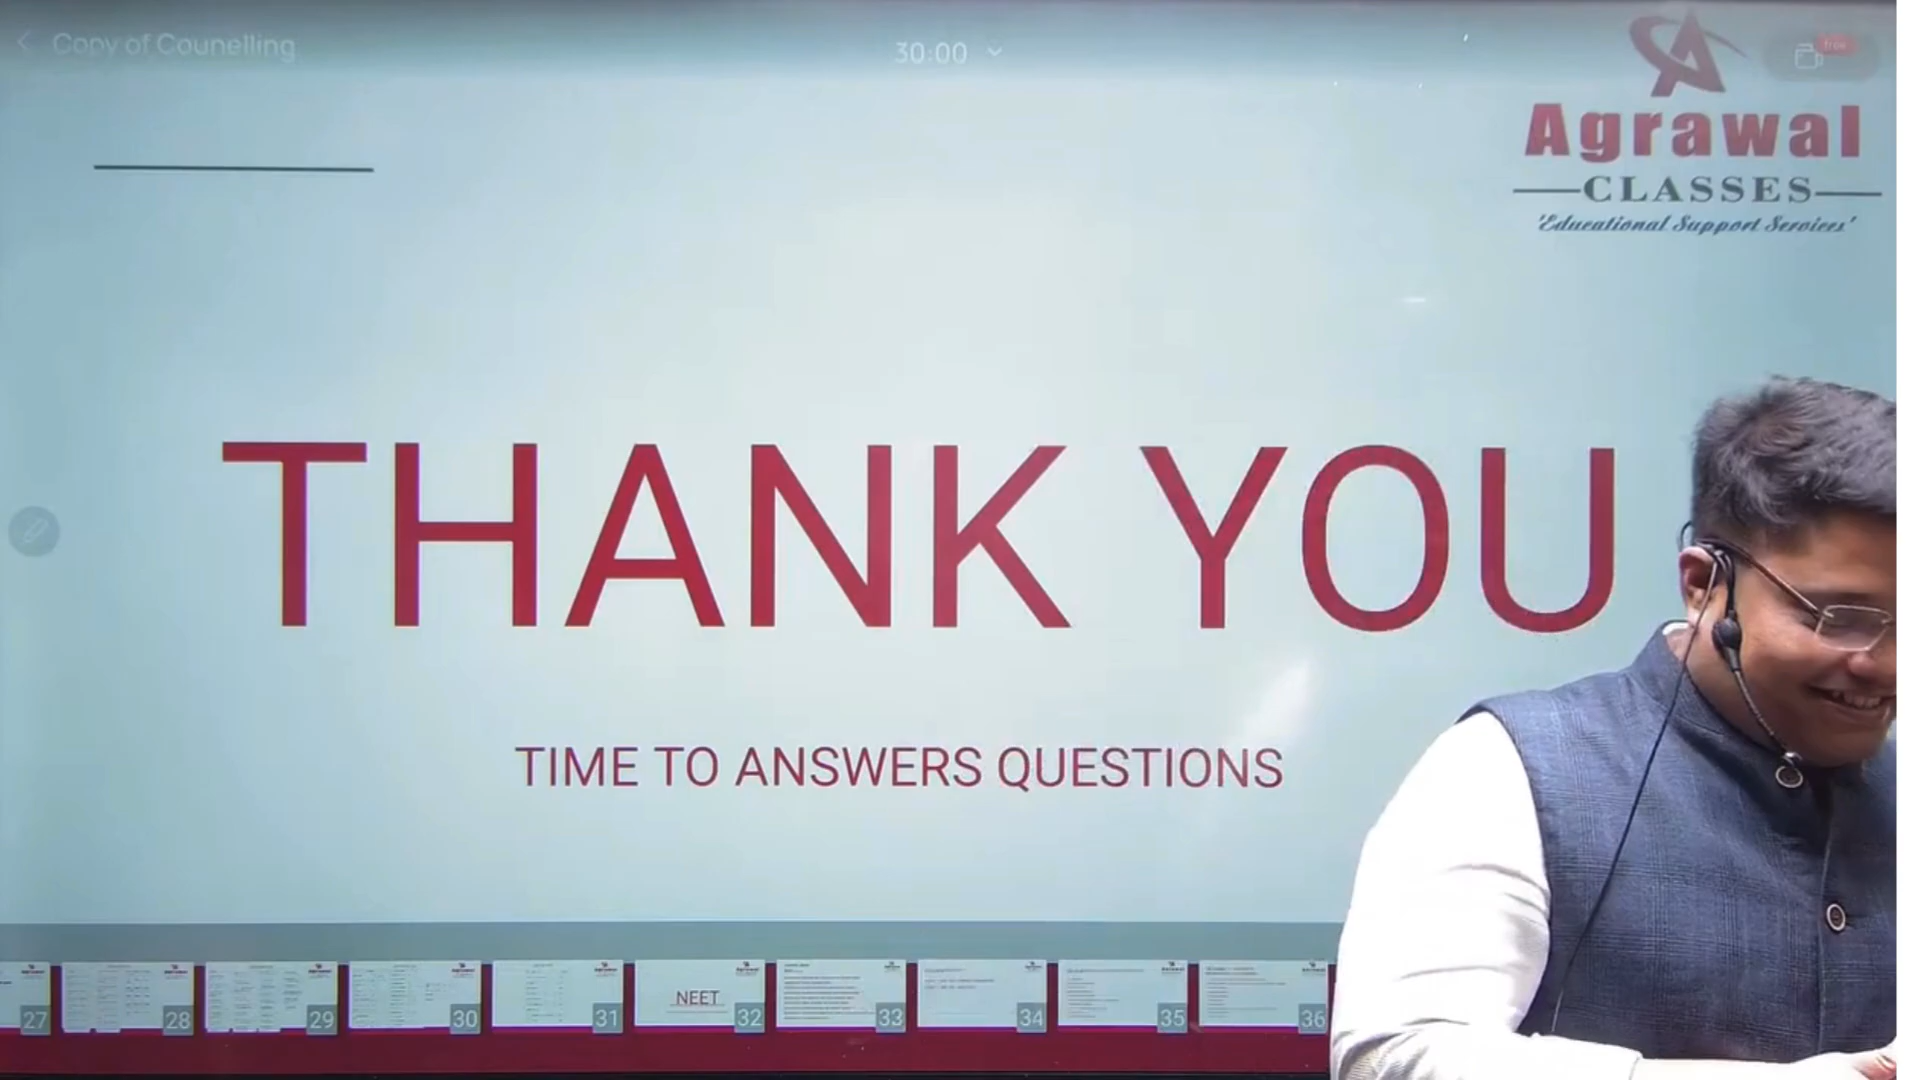 Copy of Counelling
30:00
free
Agrawal
CLASSES
'Educational Support Services'
THANK YOU
TIME TO ANSWERS QUESTIONS
27
28
29
30
31
NEET
32
33
34
35
36